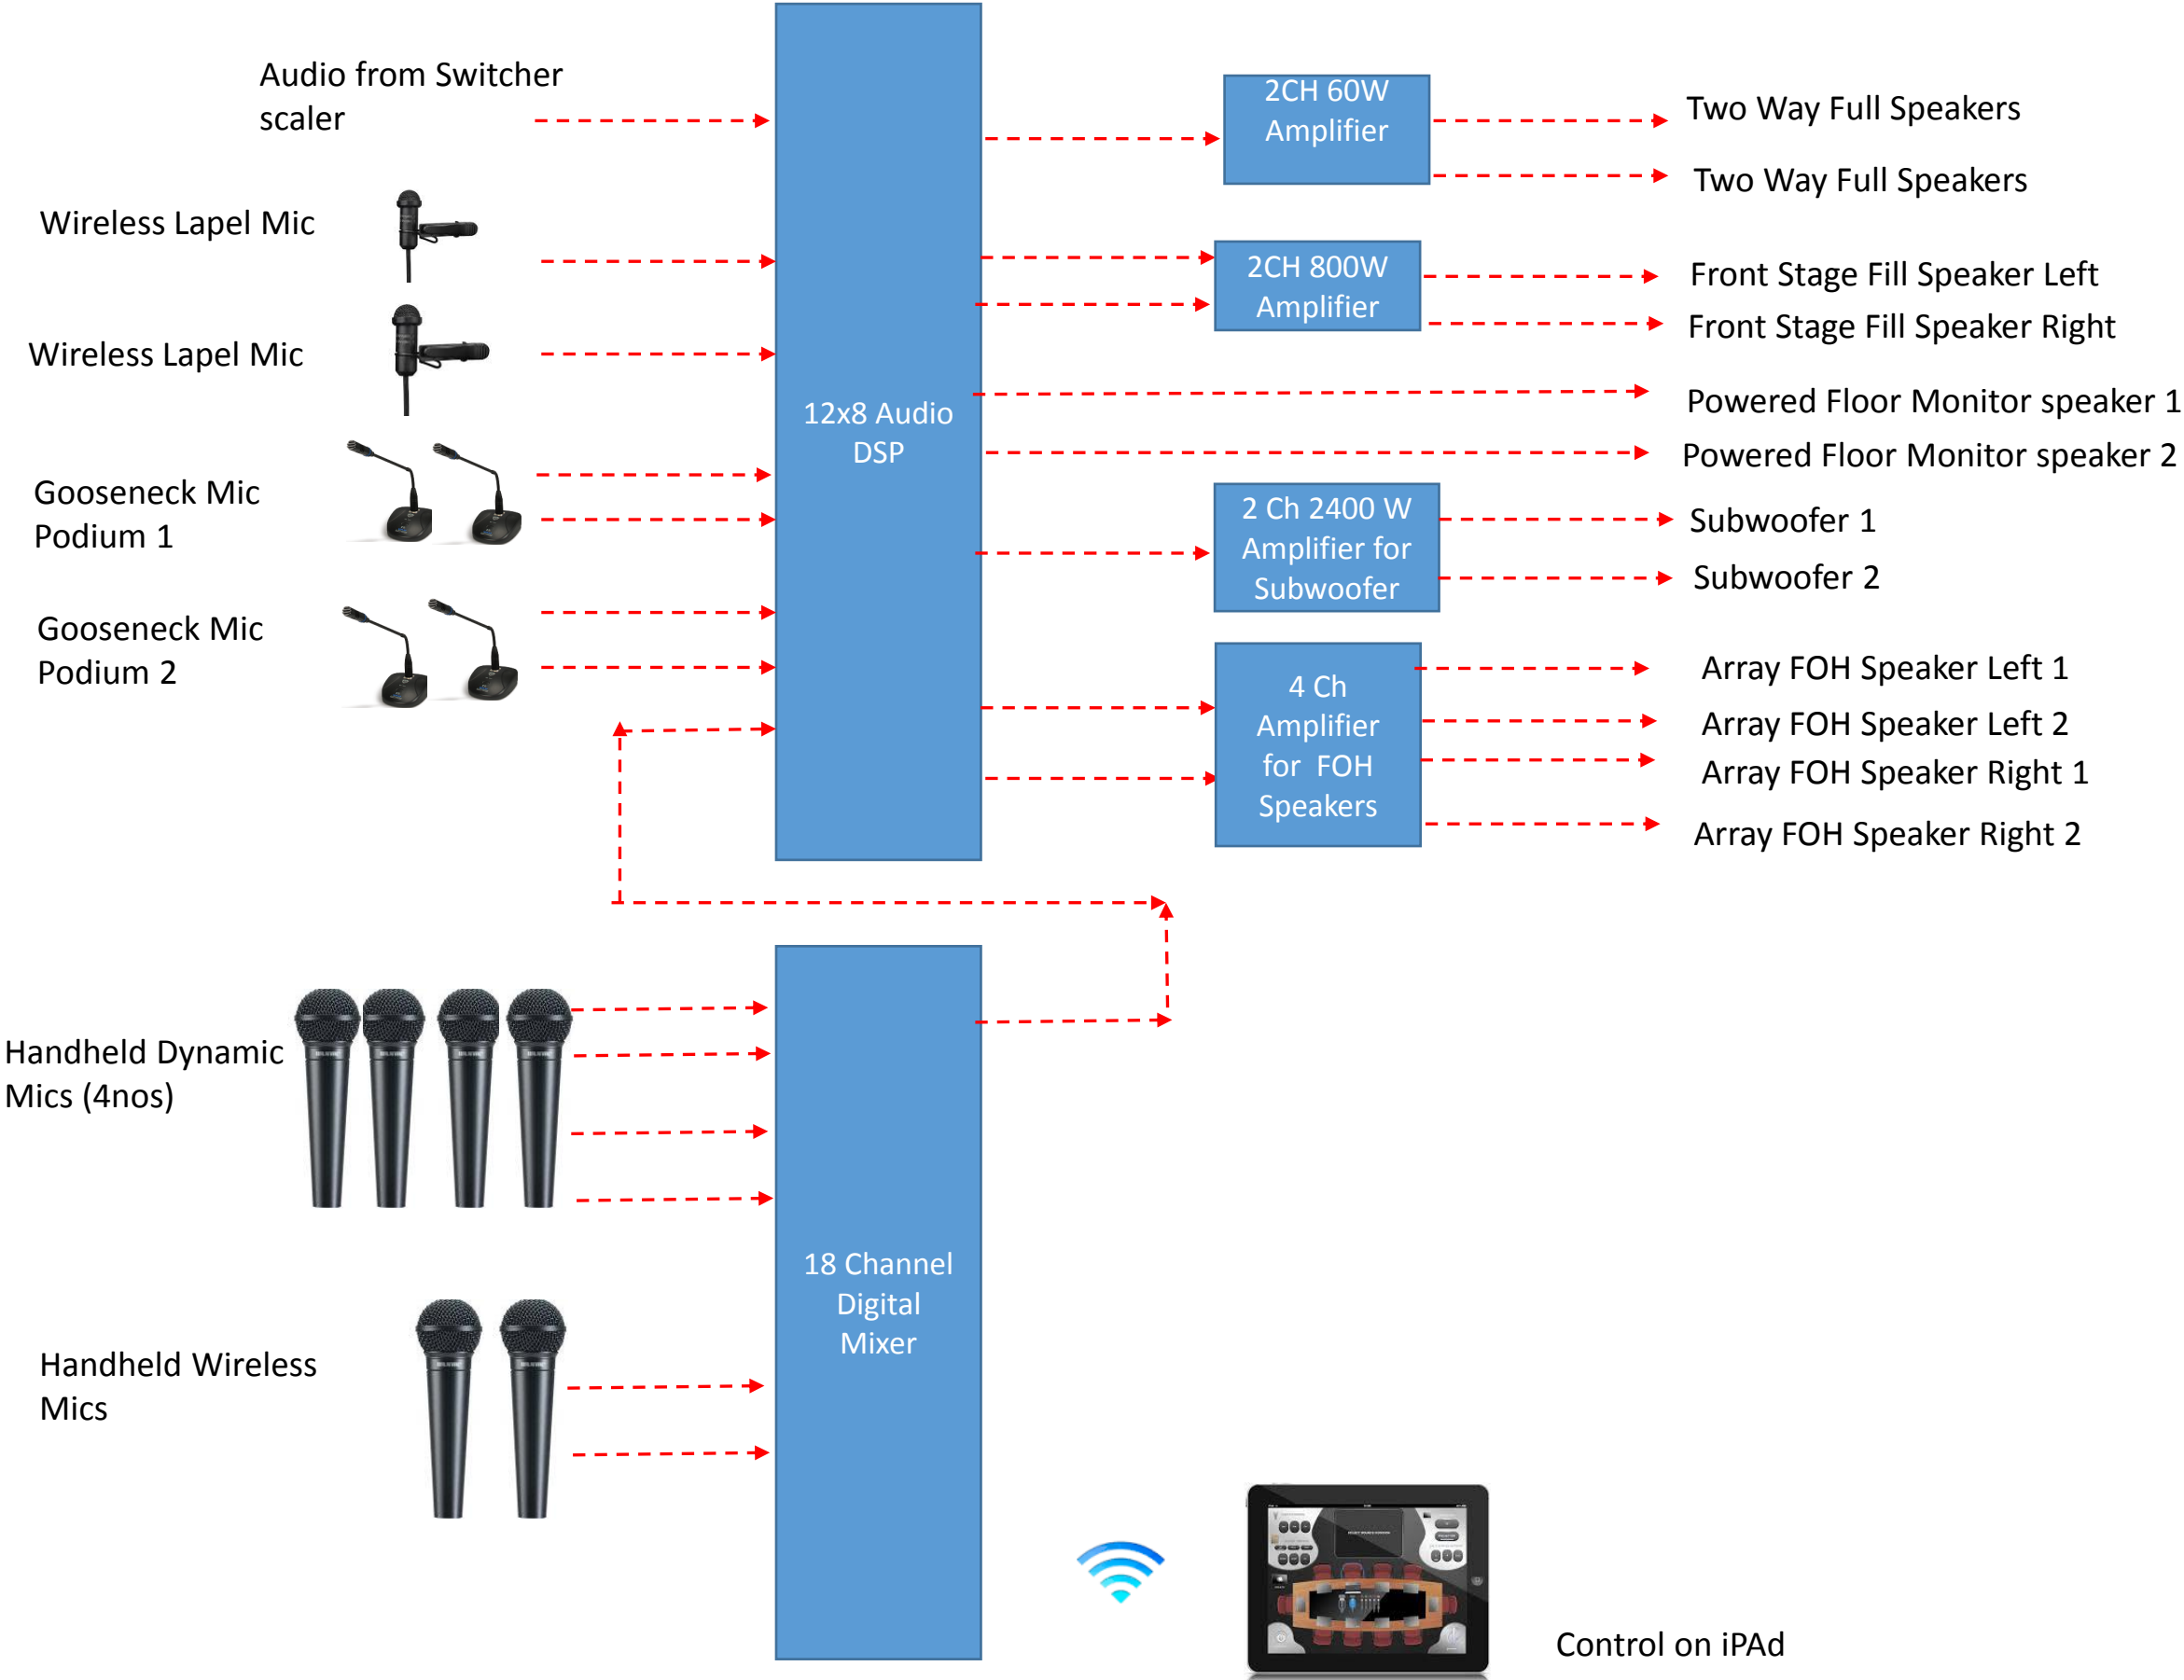 Audio from Switcher
scaler
Wireless Lapel Mic
Wireless Lapel Mic
Gooseneck Mic
Podium 1
Gooseneck Mic
Podium 2
12x8 Audio
DSP
2CH 60W
Amplifier
2CH 800W
Amplifier
2 Ch 2400 W
Amplifier for
Subwoofer
4 Ch
Amplifier
for FOH
Speakers
Two Way Full Speakers
Two Way Full Speakers
Front Stage Fill Speaker Left
Front Stage Fill Speaker Right
Powered Floor Monitor speaker 1
Powered Floor Monitor speaker 2
Subwoofer 1
Subwoofer 2
Array FOH Speaker Left 1
Array FOH Speaker Left 2
Array FOH Speaker Right 1
Array FOH Speaker Right 2
Handheld Dynamic
Mics (4nos)
Handheld Wireless
Mics
18 Channel
Digital
Mixer
Control on iPAd